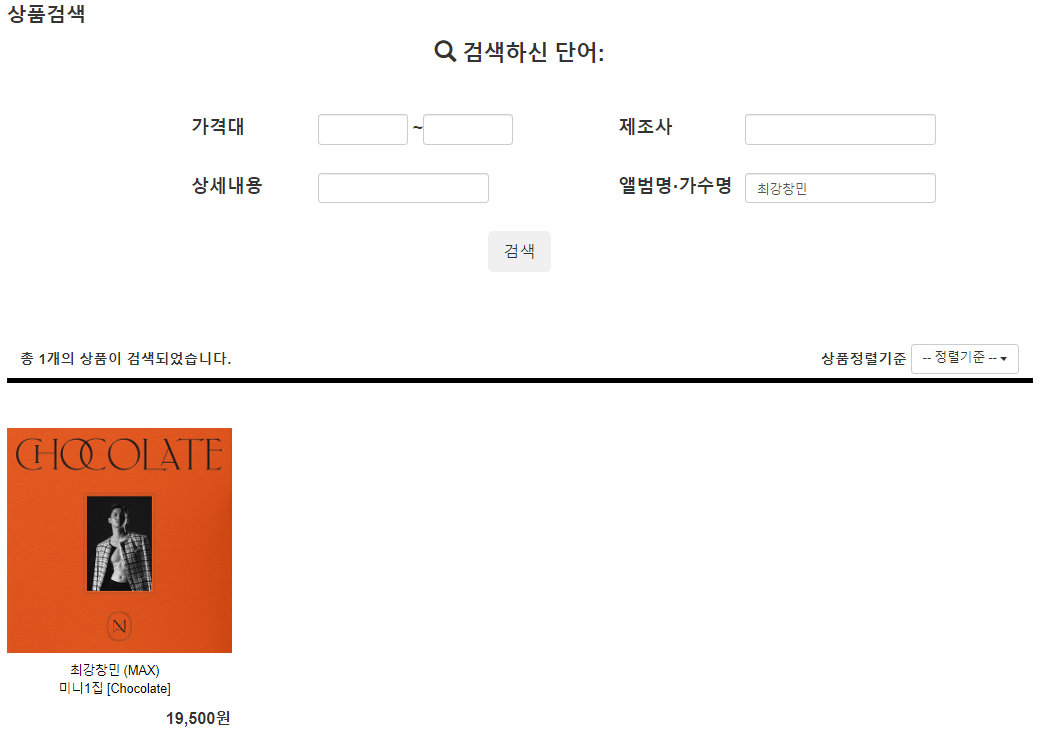 상품검색
검색하신 단어:
가격대 ~ 제조사
상세내용 앨범명·가수명 최강창민
검색
총 1개의 상품이 검색되었습니다. 상품정렬기준 -- 정렬기준 --
CHOCOLATE
최강창민 (MAX)
미니1집 [Chocolate]
19,500원